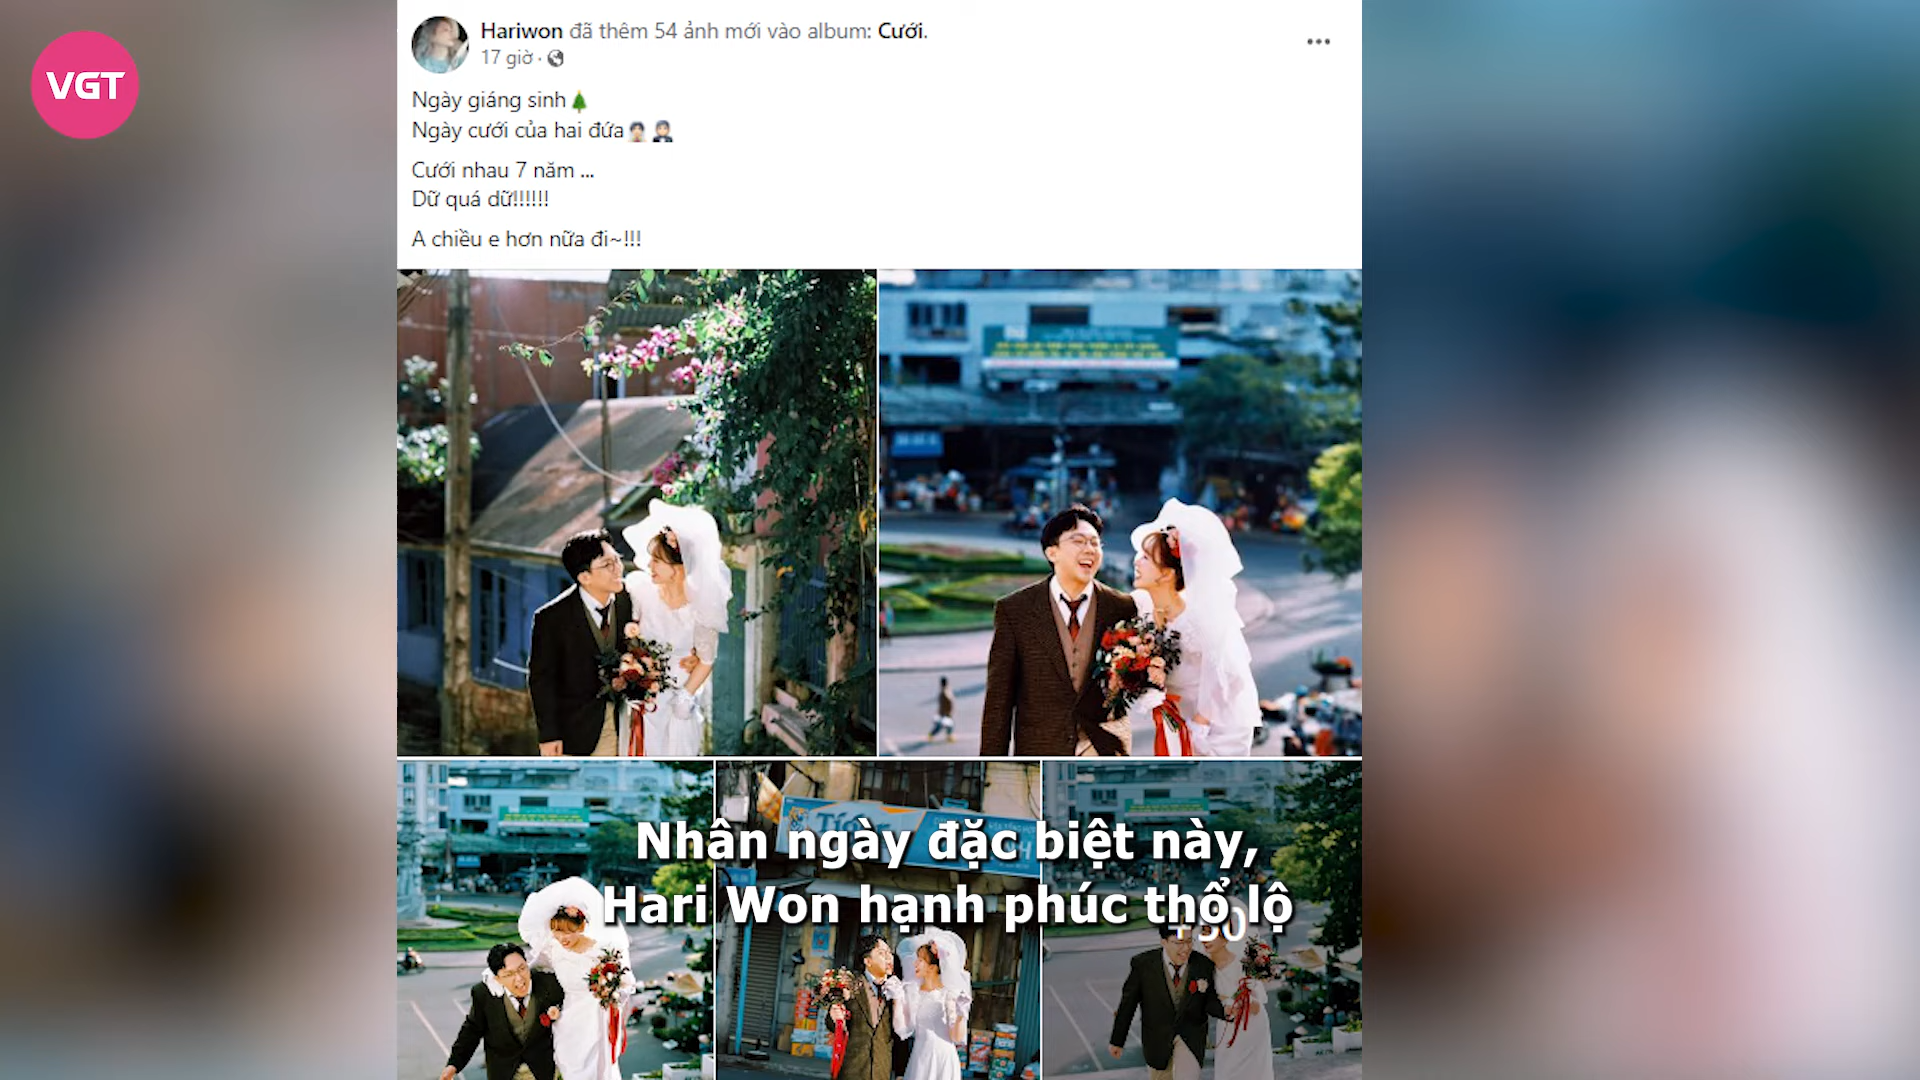 VGT
Hariwon đã thêm 54 ảnh mới vào album: Cưới.
17 giờ ·
Ngày giáng sinh🎄
Ngày cưới của hai đứa👰🏻🤵🏻
Cưới nhau 7 năm ...
Dữ quá dữ!!!!!!
A chiều e hơn nữa đi~!!!
Nhân ngày đặc biệt này,
Hari Won hạnh phúc thổ lộ
+50